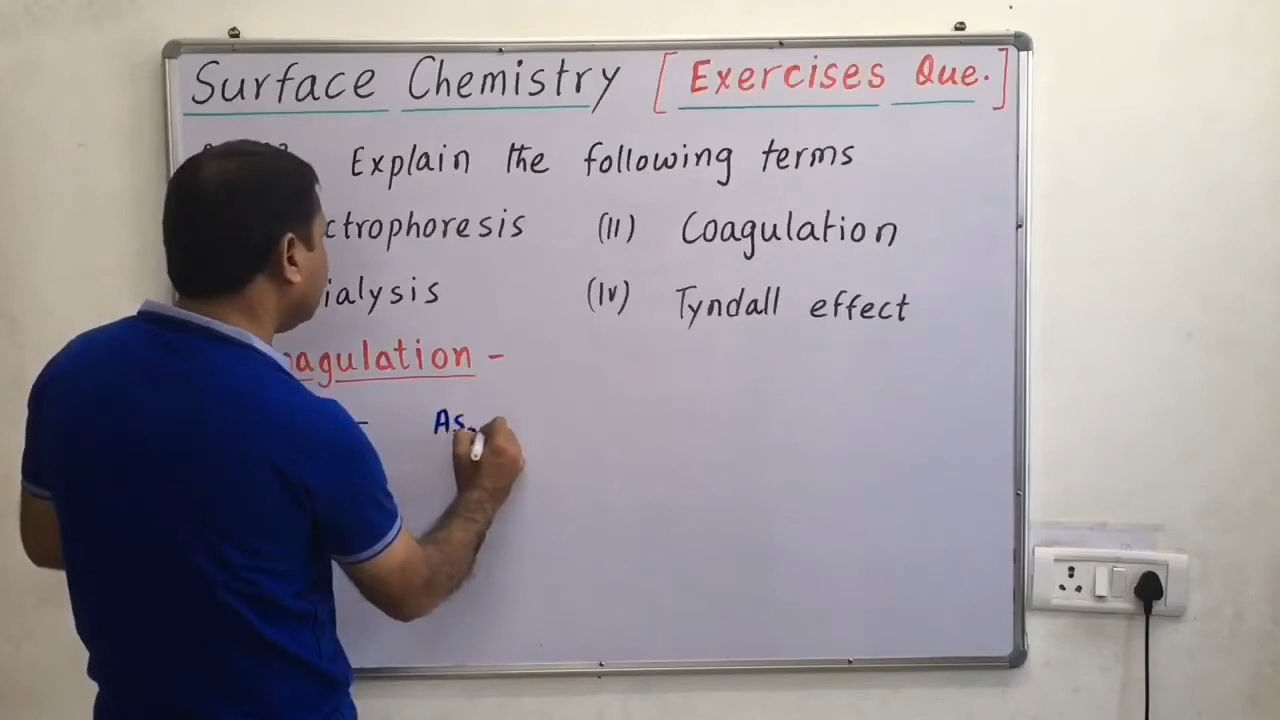 Surface Chemistry [Exercises Que.]
Explain the following terms
ctrophoresis (II) Coagulation
ialysis (IV) Tyndall effect
agulation -
- As